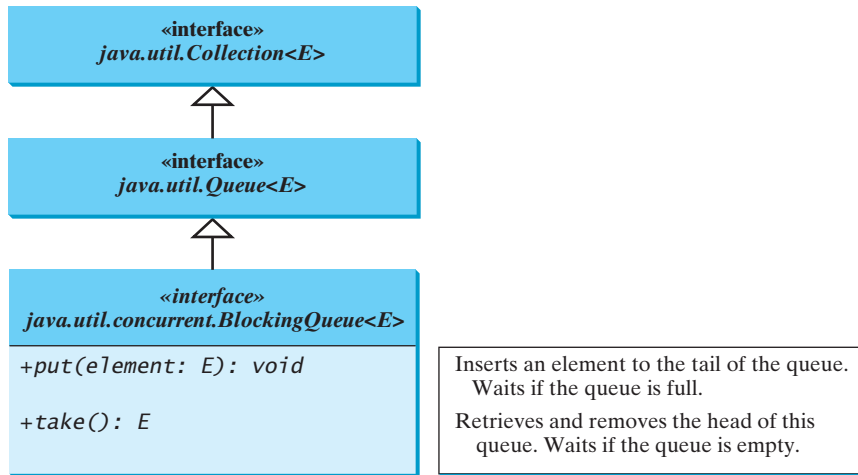 «interface»
java.util.Collection<E>
«interface»
java.util.Queue<E>
«interface»
java.util.concurrent.BlockingQueue<E>
+put(element: E): void
+take(): E
Inserts an element to the tail of the queue.
Waits if the queue is full.
Retrieves and removes the head of this
queue. Waits if the queue is empty.